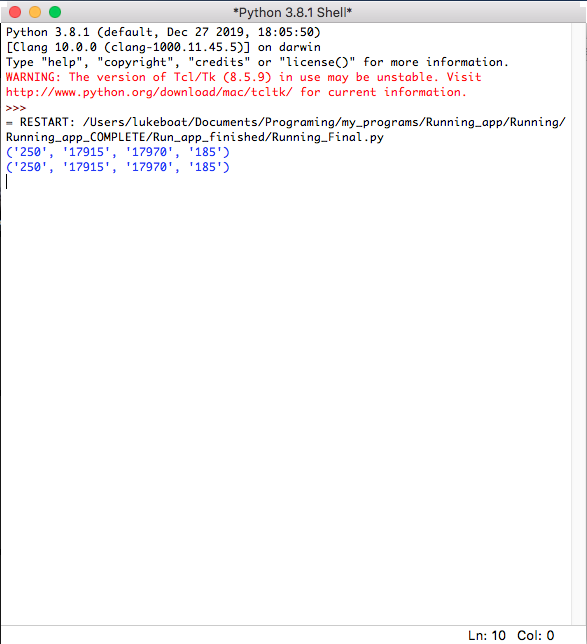 *Python 3.8.1 Shell*
Python 3.8.1 (default, Dec 27 2019, 18:05:50)
[Clang 10.0.0 (clang-1000.11.45.5)] on darwin
Type "help", "copyright", "credits" or "license()" for more information.
WARNING: The version of Tcl/Tk (8.5.9) in use may be unstable. Visit
http://www.python.org/download/mac/tcltk/ for current information.
>>>
= RESTART: /Users/lukeboat/Documents/Programing/my_programs/Running_app/Running/
Running_app_COMPLETE/Run_app_finished/Running_Final.py
('250', '17915', '17970', '185')
('250', '17915', '17970', '185')
Ln: 10 Col: 0